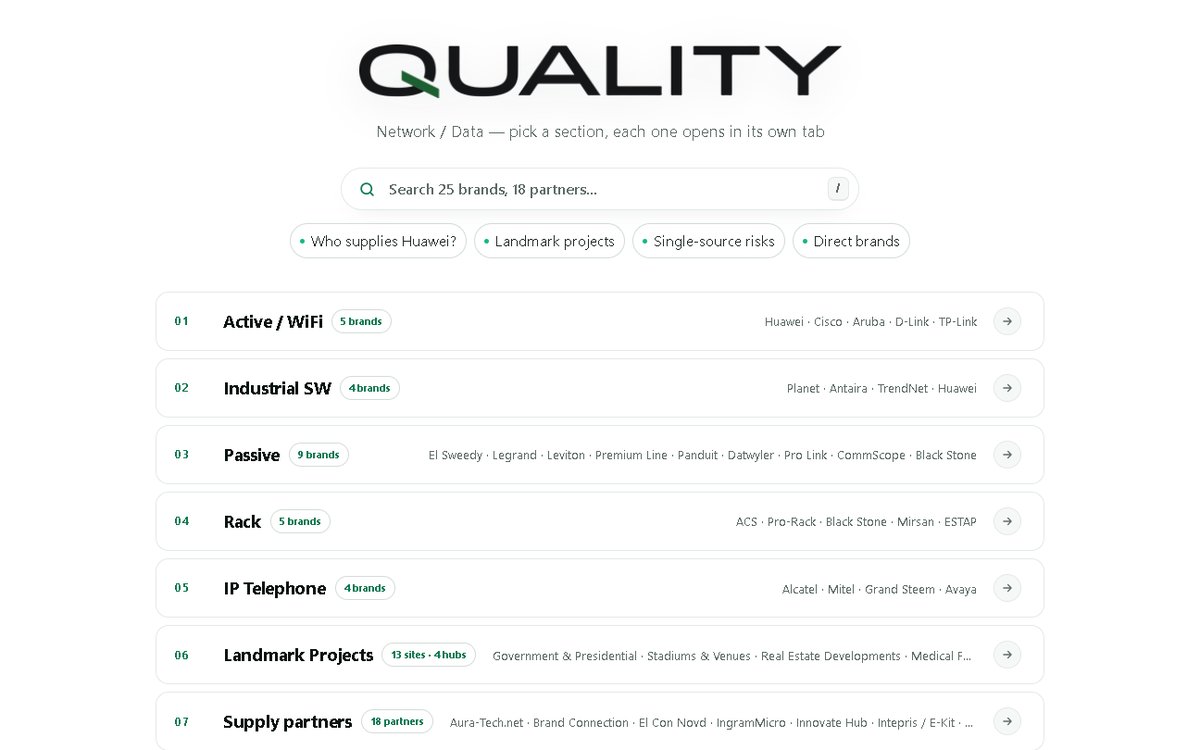 QUALITY
Network / Data — pick a section, each one opens in its own tab
Search 25 brands, 18 partners... /
Who supplies Huawei? Landmark projects Single-source risks Direct brands
01 Active / WiFi 5 brands Huawei · Cisco · Aruba · D-Link · TP-Link
02 Industrial SW 4 brands Planet · Antaira · TrendNet · Huawei
03 Passive 9 brands El Sweedy · Legrand · Leviton · Premium Line · Panduit · Datwyler · Pro Link · CommScope · Black Stone
04 Rack 5 brands ACS · Pro-Rack · Black Stone · Mirsan · ESTAP
05 IP Telephone 4 brands Alcatel · Mitel · Grand Steem · Avaya
06 Landmark Projects 13 sites · 4 hubs Government & Presidential · Stadiums & Venues · Real Estate Developments · Medical F...
07 Supply partners 18 partners Aura-Tech.net · Brand Connection · El Con Novd · IngramMicro · Innovate Hub · Intepris / E-Kit · ...